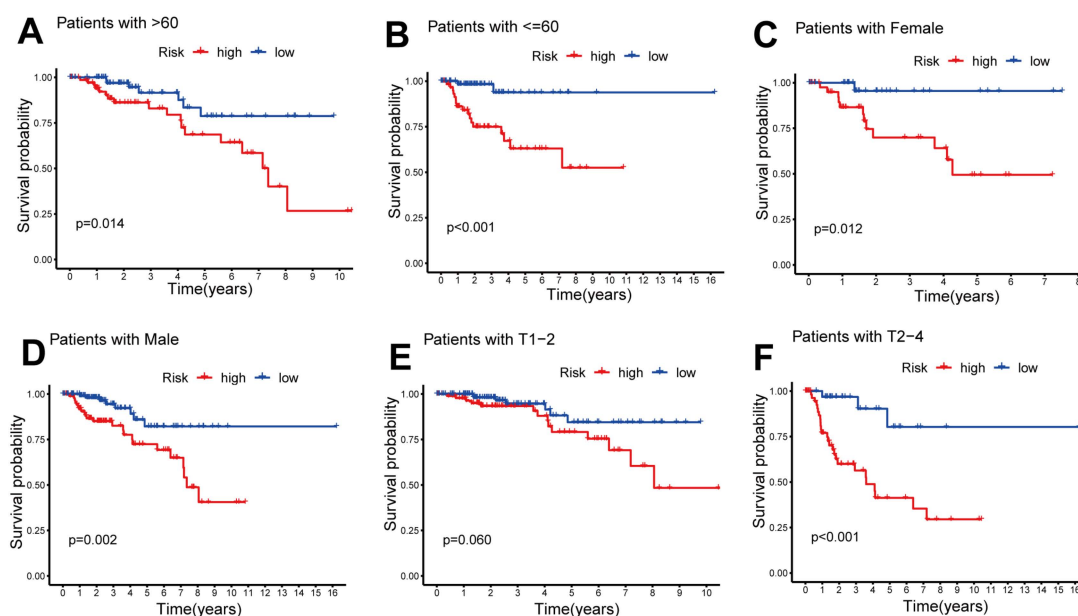 A
Patients with >60
Risk high low
Survival probability
1.00
0.75
0.50
0.25
0.00
p=0.014
0 1 2 3 4 5 6 7 8 9 10
Time(years)
B
Patients with <=60
Risk high low
Survival probability
1.00
0.75
0.50
0.25
0.00
p<0.001
0 1 2 3 4 5 6 7 8 9 10 11 12 13 14 15 16
Time(years)
C
Patients with Female
Risk high low
Survival probability
1.00
0.75
0.50
0.25
0.00
p=0.012
0 1 2 3 4 5 6 7 8
Time(years)
D
Patients with Male
Risk high low
Survival probability
1.00
0.75
0.50
0.25
0.00
p=0.002
0 1 2 3 4 5 6 7 8 9 10 11 12 13 14 15 16
Time(years)
E
Patients with T1−2
Risk high low
Survival probability
1.00
0.75
0.50
0.25
0.00
p=0.060
0 1 2 3 4 5 6 7 8 9 10
Time(years)
F
Patients with T2−4
Risk high low
Survival probability
1.00
0.75
0.50
0.25
0.00
p<0.001
0 1 2 3 4 5 6 7 8 9 10 11 12 13 14 15 16
Time(years)